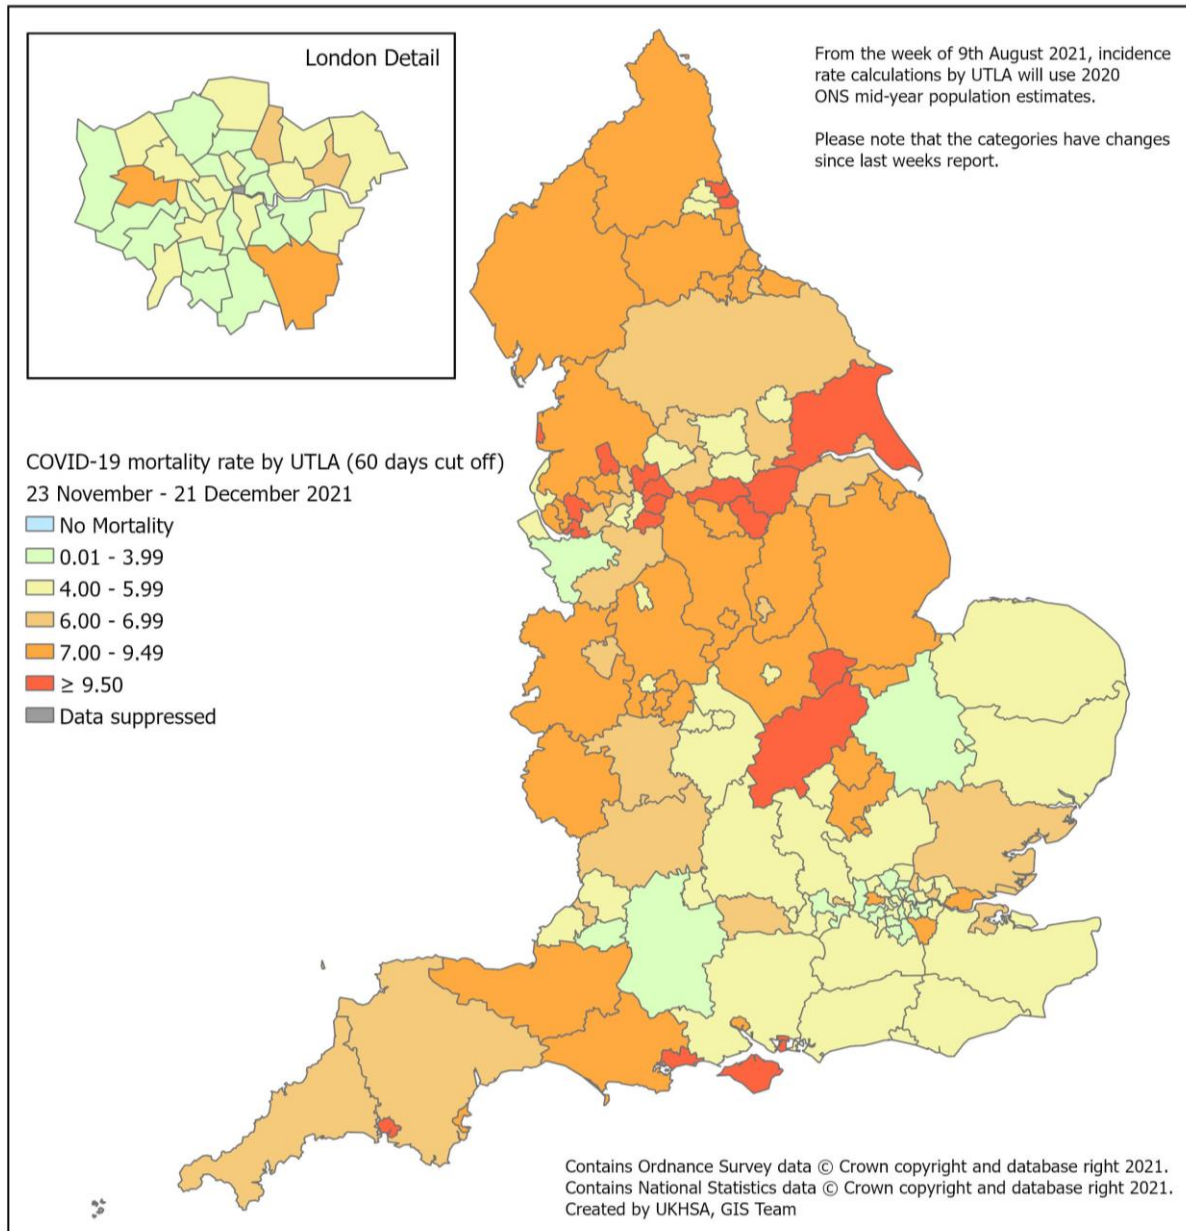 London Detail
From the week of 9th August 2021, incidence
rate calculations by UTLA will use 2020
ONS mid-year population estimates.
Please note that the categories have changes
since last weeks report.
COVID-19 mortality rate by UTLA (60 days cut off)
23 November - 21 December 2021
No Mortality
0.01 - 3.99
4.00 - 5.99
6.00 - 6.99
7.00 - 9.49
≥ 9.50
Data suppressed
Contains Ordnance Survey data © Crown copyright and database right 2021.
Contains National Statistics data © Crown copyright and database right 2021.
Created by UKHSA, GIS Team